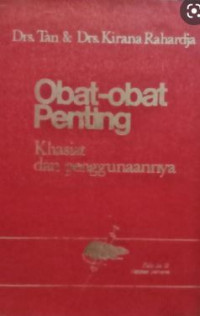 Drs. Tan & Drs. Kirana Rahardja
Obat-obat
Penting
Khasiat
dan penggunaannya